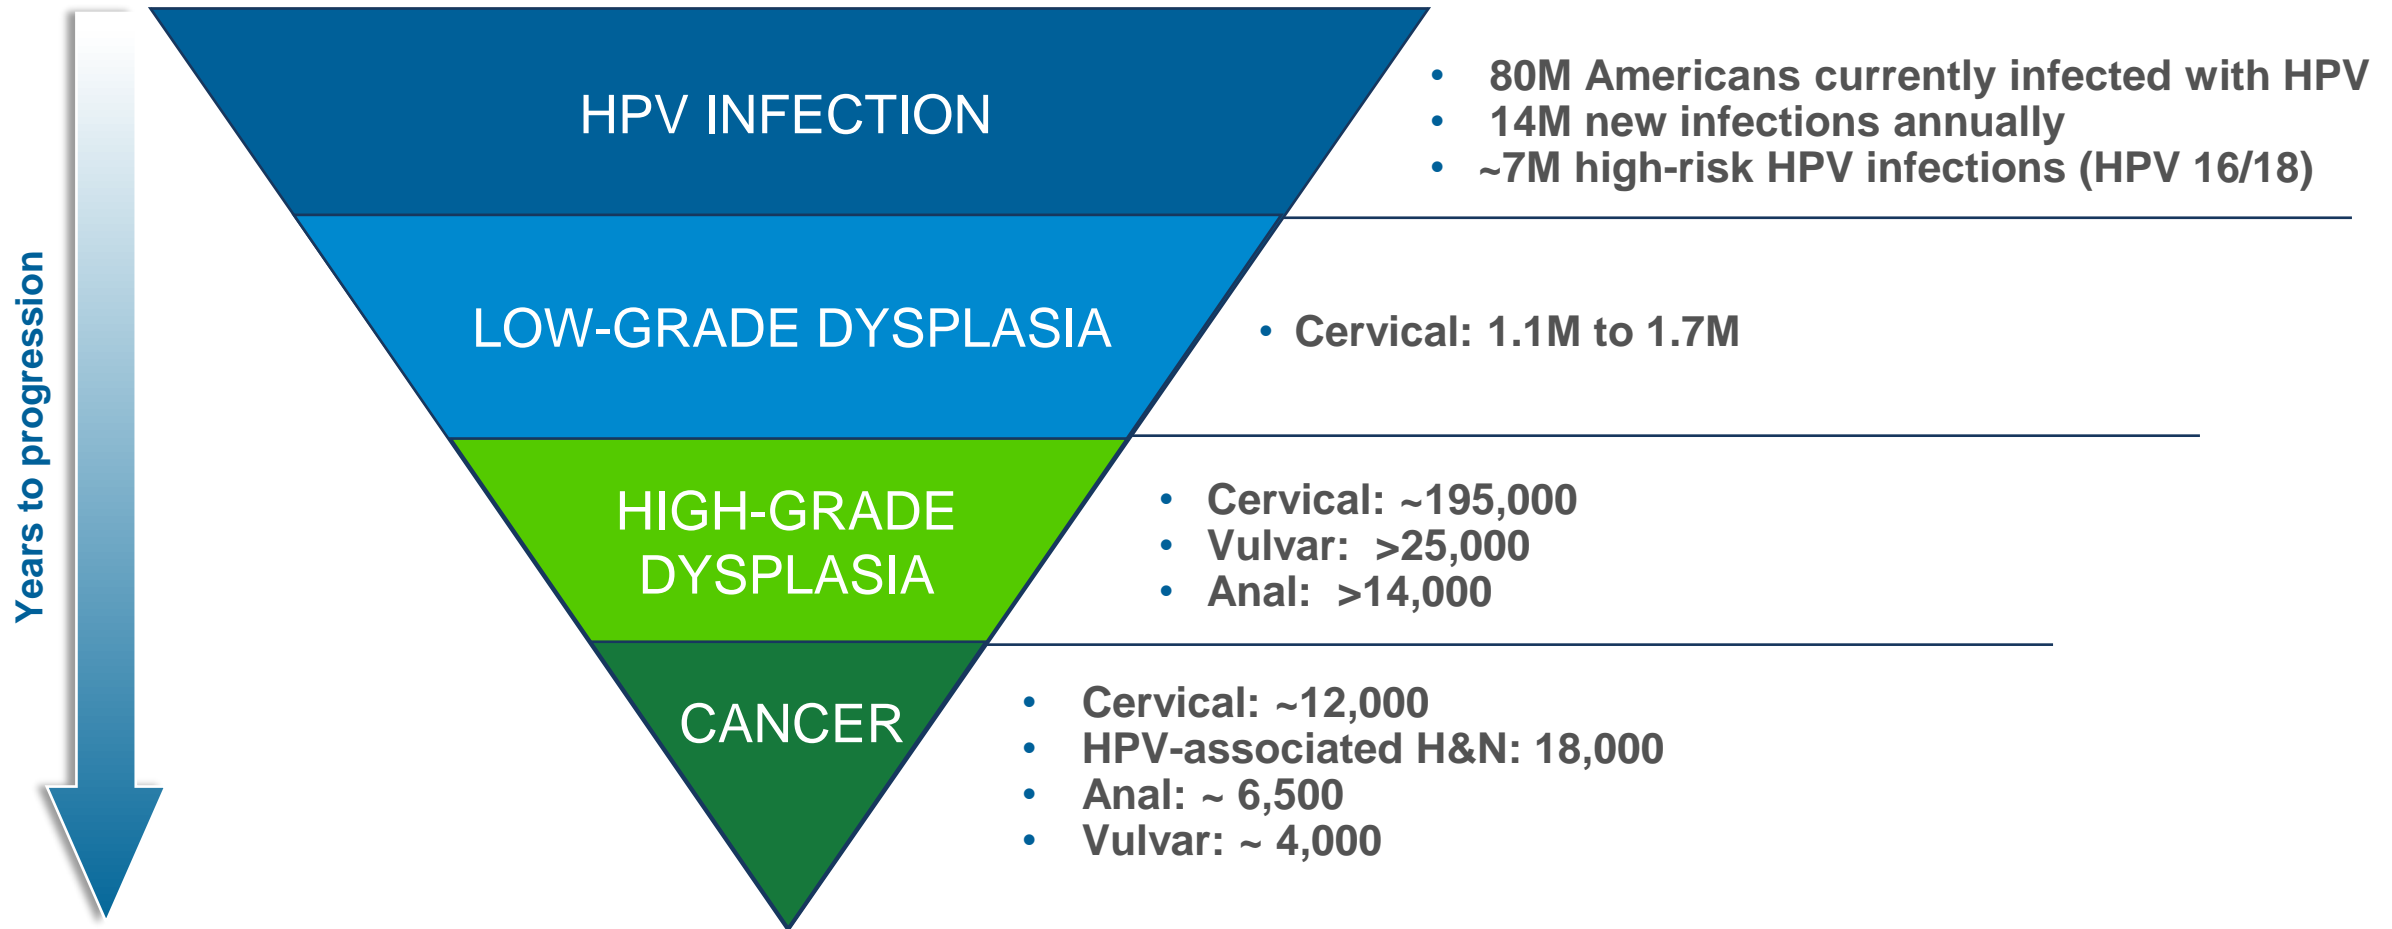 Years to progression
HPV INFECTION
• 80M Americans currently infected with HPV
• 14M new infections annually
• ~7M high-risk HPV infections (HPV 16/18)
LOW-GRADE DYSPLASIA
• Cervical: 1.1M to 1.7M
HIGH-GRADE
DYSPLASIA
• Cervical: ~195,000
• Vulvar: >25,000
• Anal: >14,000
CANCER
• Cervical: ~12,000
• HPV-associated H&N: 18,000
• Anal: ~ 6,500
• Vulvar: ~ 4,000